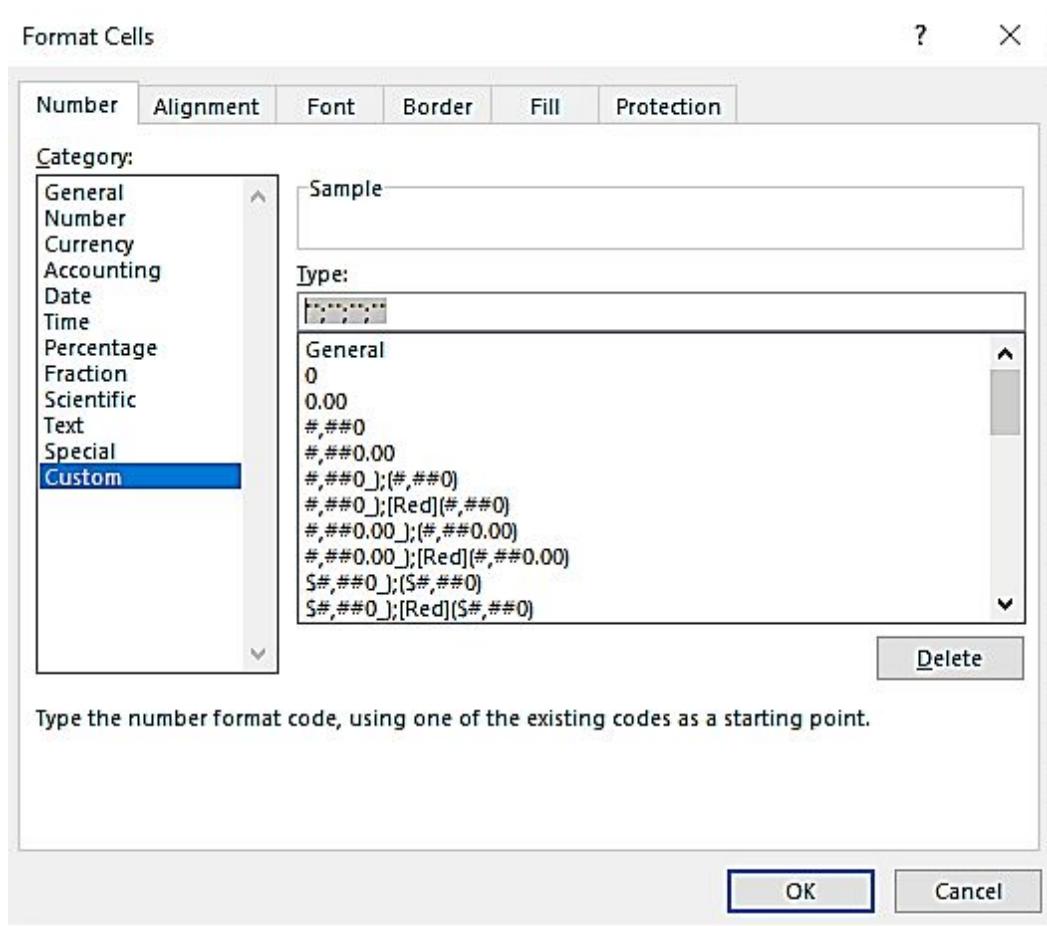 Format Cells ? ×
Number Alignment Font Border Fill Protection
Category:
General
Number
Currency
Accounting
Date
Time
Percentage
Fraction
Scientific
Text
Special
Custom
Sample
Type:
"";"";"";""
General
0
0.00
#,##0
#,##0.00
#,##0_);(#,##0)
#,##0_);[Red](#,##0)
#,##0.00_);(#,##0.00)
#,##0.00_);[Red](#,##0.00)
$#,##0_);($#,##0)
$#,##0_);[Red]($#,##0)
Delete
Type the number format code, using one of the existing codes as a starting point.
OK Cancel